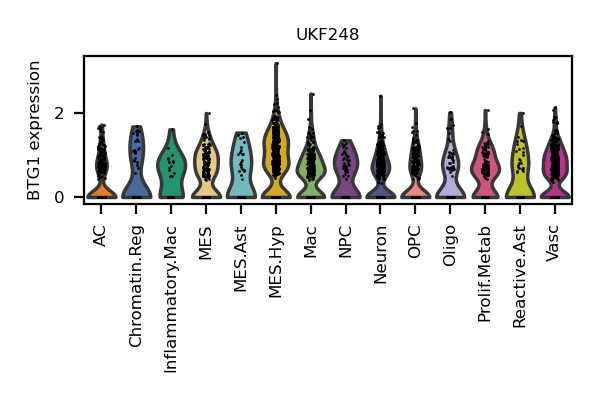 UKF248
BTG1 expression
2
0
AC
Chromatin.Reg
Inflammatory.Mac
MES
MES.Ast
MES.Hyp
Mac
NPC
Neuron
OPC
Oligo
Prolif.Metab
Reactive.Ast
Vasc